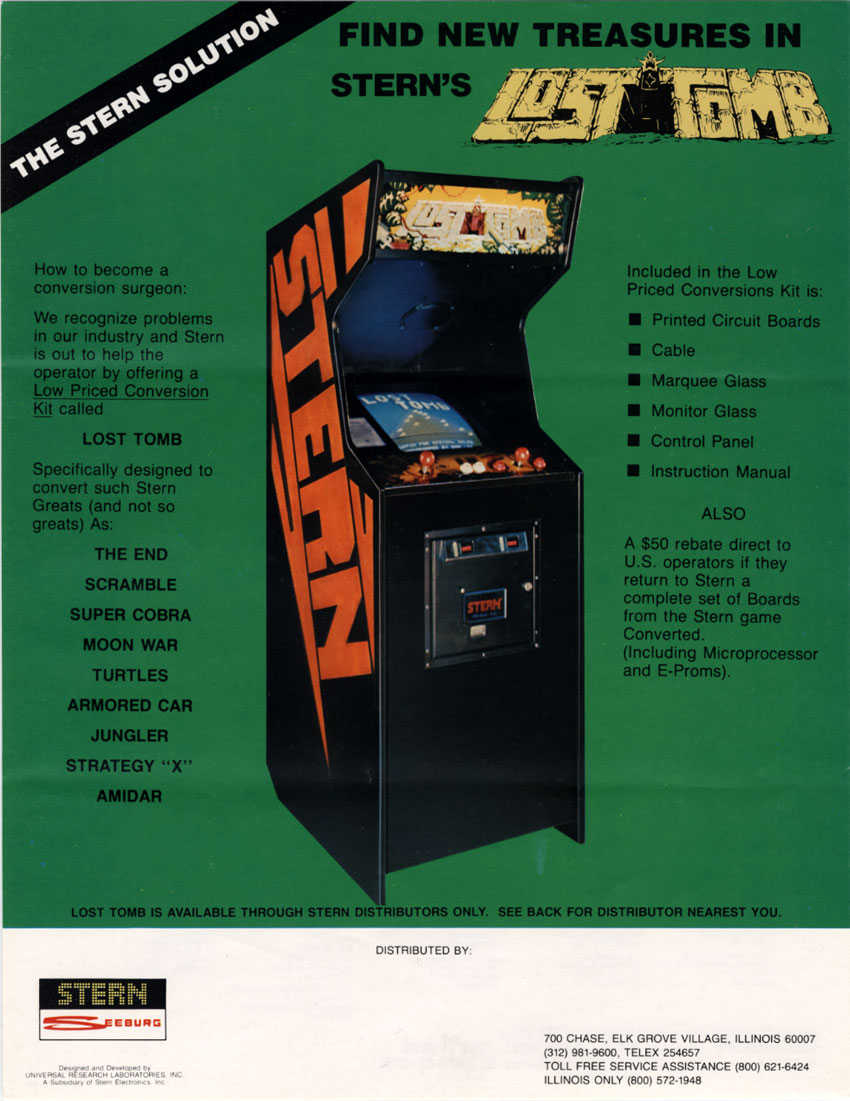 THE STERN SOLUTION
FIND NEW TREASURES IN
STERN'S LOST TOMB
How to become a
conversion surgeon:
We recognize problems
in our industry and Stern
is out to help the
operator by offering a
Low Priced Conversion
Kit called
LOST TOMB
Specifically designed to
convert such Stern
Greats (and not so
greats) As:
THE END
SCRAMBLE
SUPER COBRA
MOON WAR
TURTLES
ARMORED CAR
JUNGLER
STRATEGY "X"
AMIDAR
LOST TOMB
STERN
LOST TOMB
STERN
Included in the Low
Priced Conversions Kit is:
■ Printed Circuit Boards
■ Cable
■ Marquee Glass
■ Monitor Glass
■ Control Panel
■ Instruction Manual
ALSO
A $50 rebate direct to
U.S. operators if they
return to Stern a
complete set of Boards
from the Stern game
Converted.
(Including Microprocessor
and E-Proms).
LOST TOMB IS AVAILABLE THROUGH STERN DISTRIBUTORS ONLY. SEE BACK FOR DISTRIBUTOR NEAREST YOU.
DISTRIBUTED BY:
STERN
SEEBURG
Designed and Developed by
UNIVERSAL RESEARCH LABORATORIES, INC.
A Subsidiary of Stern Electronics, Inc.
700 CHASE, ELK GROVE VILLAGE, ILLINOIS 60007
(312) 981-9600, TELEX 254657
TOLL FREE SERVICE ASSISTANCE (800) 621-6424
ILLINOIS ONLY (800) 572-1948